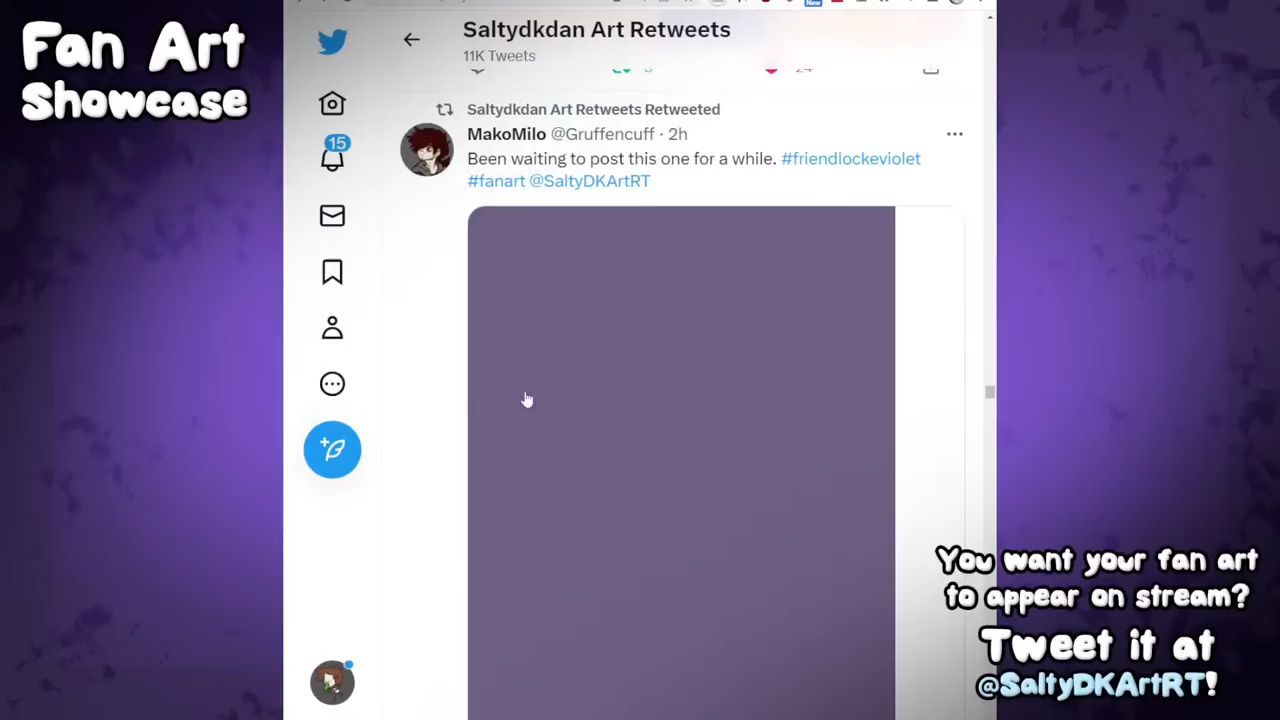 Fan Art
Showcase
Saltydkdan Art Retweets
11K Tweets
Saltydkdan Art Retweets Retweeted
MakoMilo @Gruffencuff · 2h
Been waiting to post this one for a while. #friendlockeviolet
#fanart @SaltyDKArtRT
15
New
You want your fan art
to appear on stream?
Tweet it at
@SaltyDKArtRT!